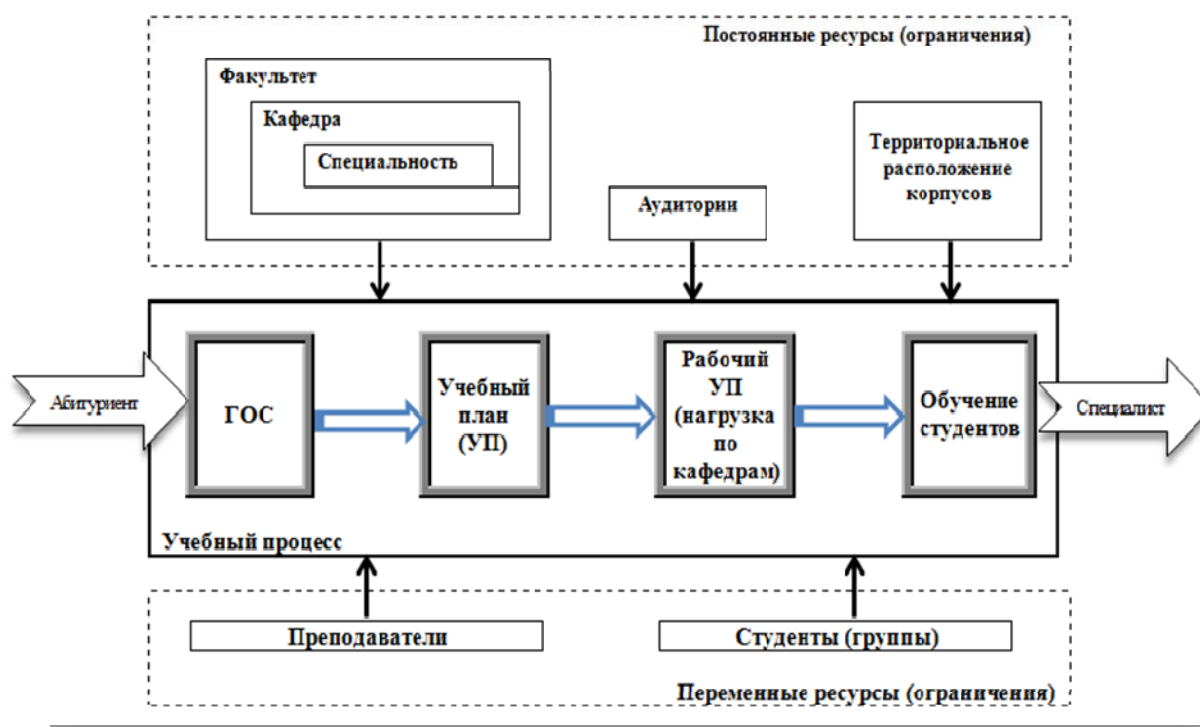 Постоянные ресурсы (ограничения)
Факультет
Кафедра
Специальность
Аудитории
Территориальное
расположение
корпусов
Абитуриент
ГОС
Учебный
план
(УП)
Рабочий
УП
(нагрузка
по
кафедрам)
Обучение
студентов
Специалист
Учебный процесс
Преподаватели
Студенты (группы)
Переменные ресурсы (ограничения)